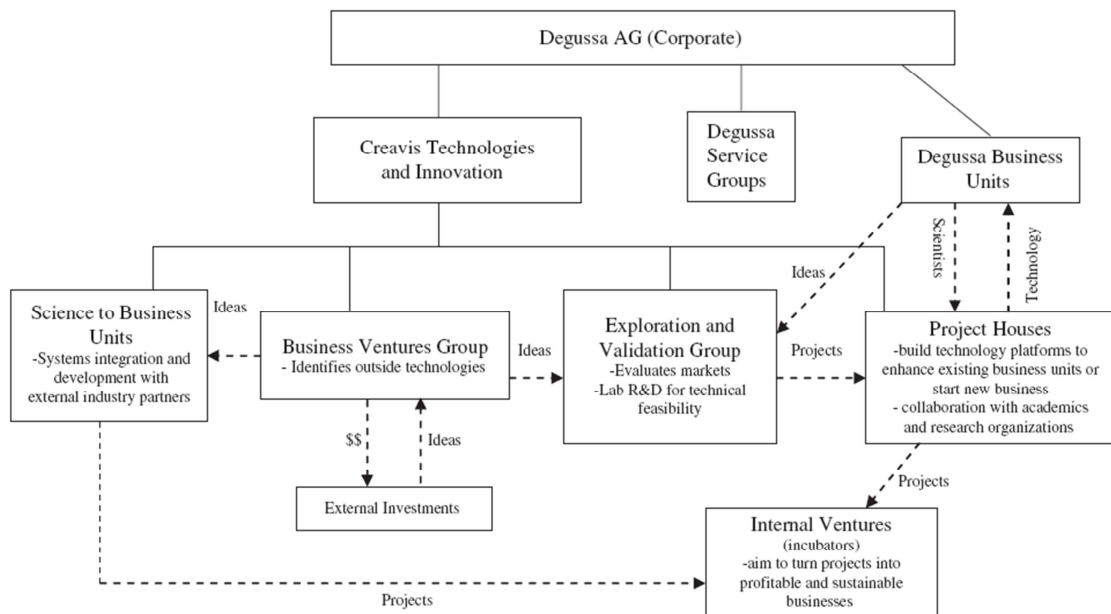 Degussa AG (Corporate)
Creavis Technologies
and Innovation
Degussa
Service
Groups
Degussa Business
Units
Scientists
Technology
Ideas
Science to Business
Units
-Systems integration and
development with
external industry partners
Ideas
Business Ventures Group
- Identifies outside technologies
Ideas
Exploration and
Validation Group
-Evaluates markets
-Lab R&D for technical
feasibility
Projects
Project Houses
-build technology platforms to
enhance existing business units or
start new business
- collaboration with academics
and research organizations
$$
Ideas
External Investments
Projects
Internal Ventures
(incubators)
-aim to turn projects into
profitable and sustainable
businesses
Projects